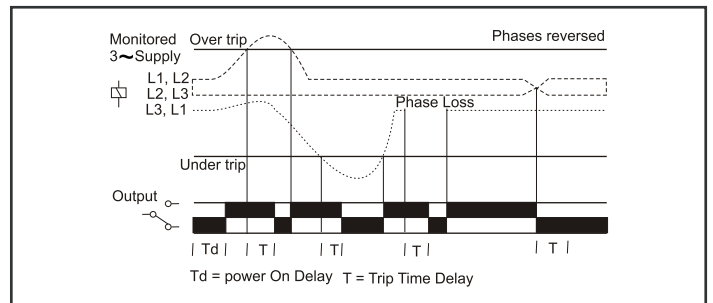 Monitored Over trip Phases reversed
3~Supply
L1, L2
L2, L3
L3, L1
Phase Loss
Under trip
Output
| Td | | T | | T | | T | | T |
Td = power On Delay T = Trip Time Delay